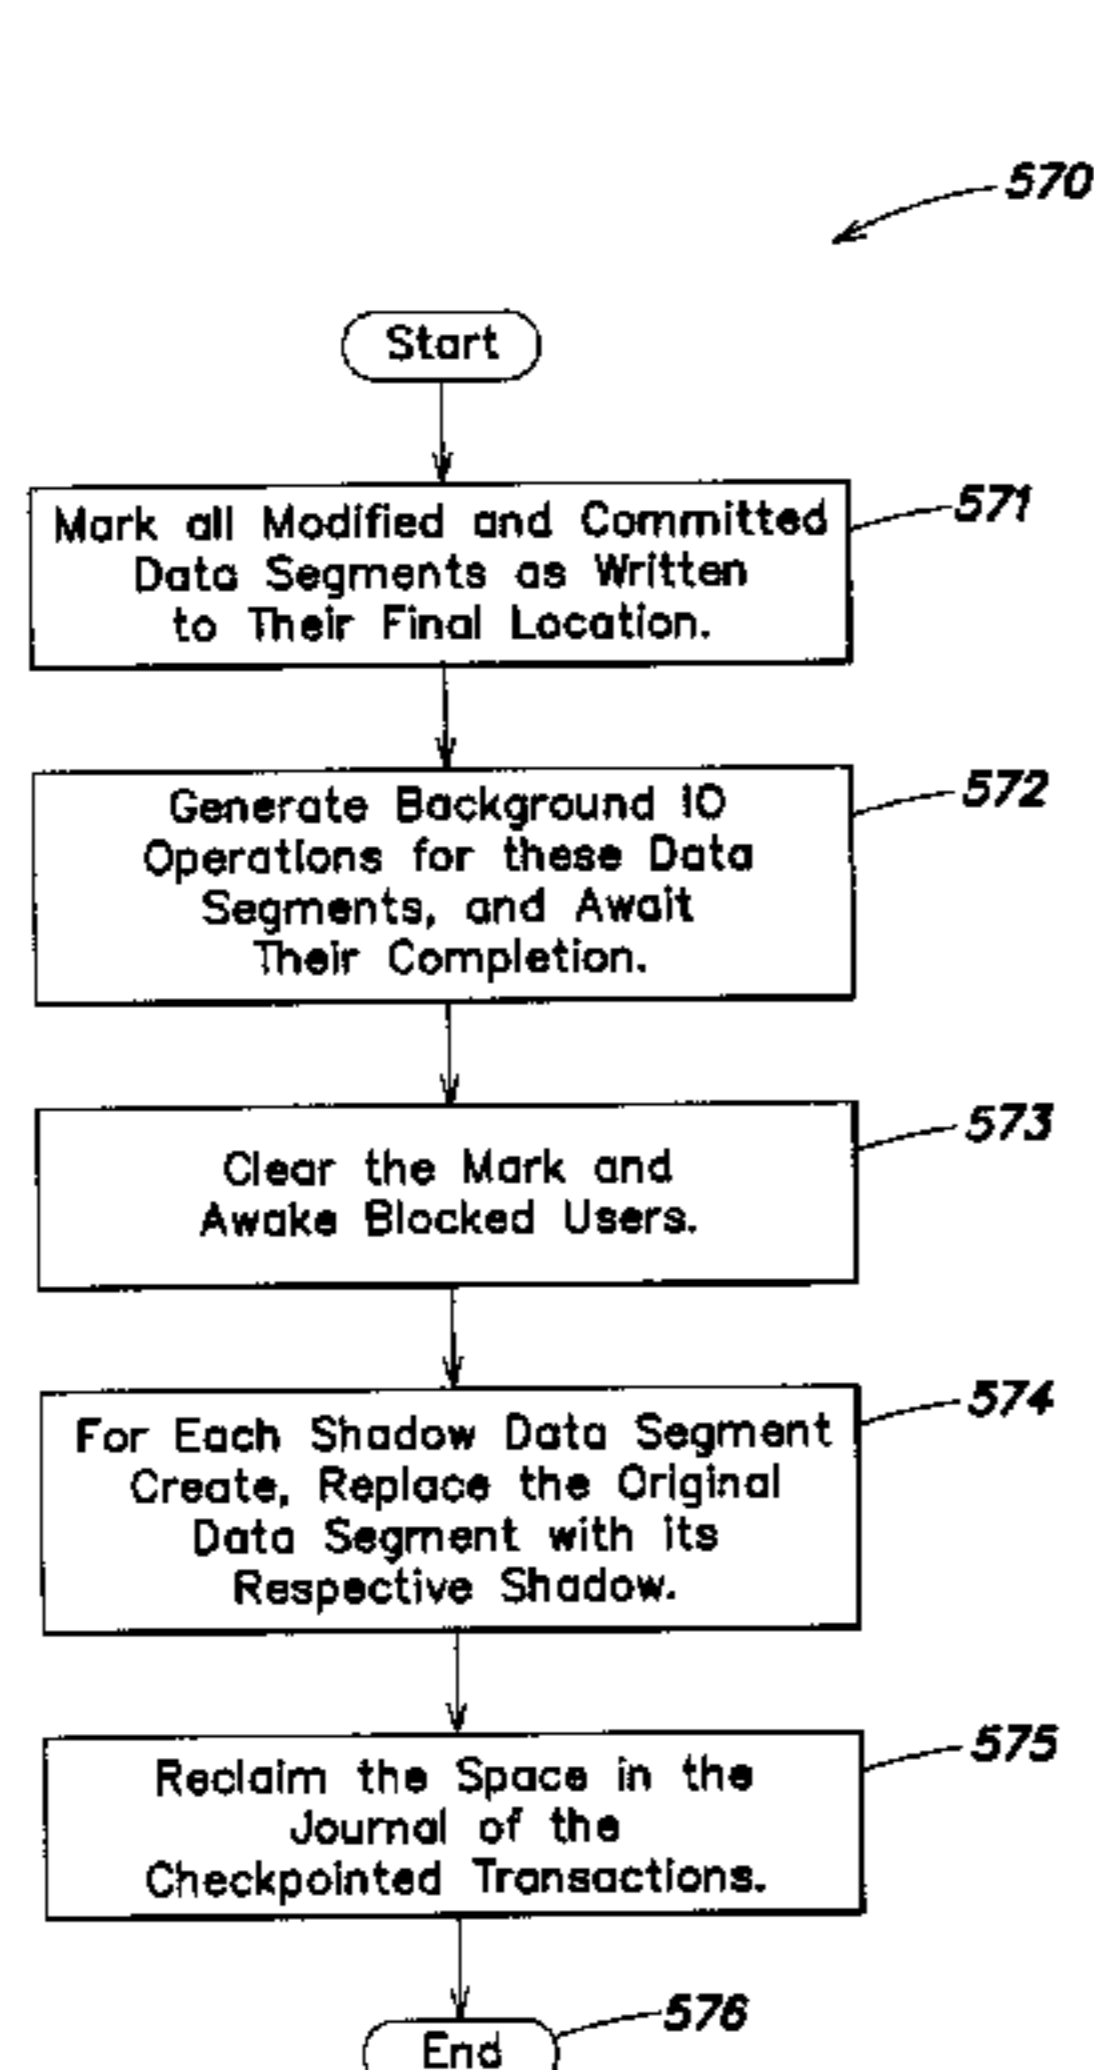 570
Start
571
Mark all Modified and Committed
Data Segments as Written
to Their Final Location.
572
Generate Background IO
Operations for these Data
Segments, and Await
Their Completion.
573
Clear the Mark and
Awake Blocked Users.
574
For Each Shadow Data Segment
Create, Replace the Original
Data Segment with its
Respective Shadow.
575
Reclaim the Space in the
Journal of the
Checkpointed Transactions.
576
End